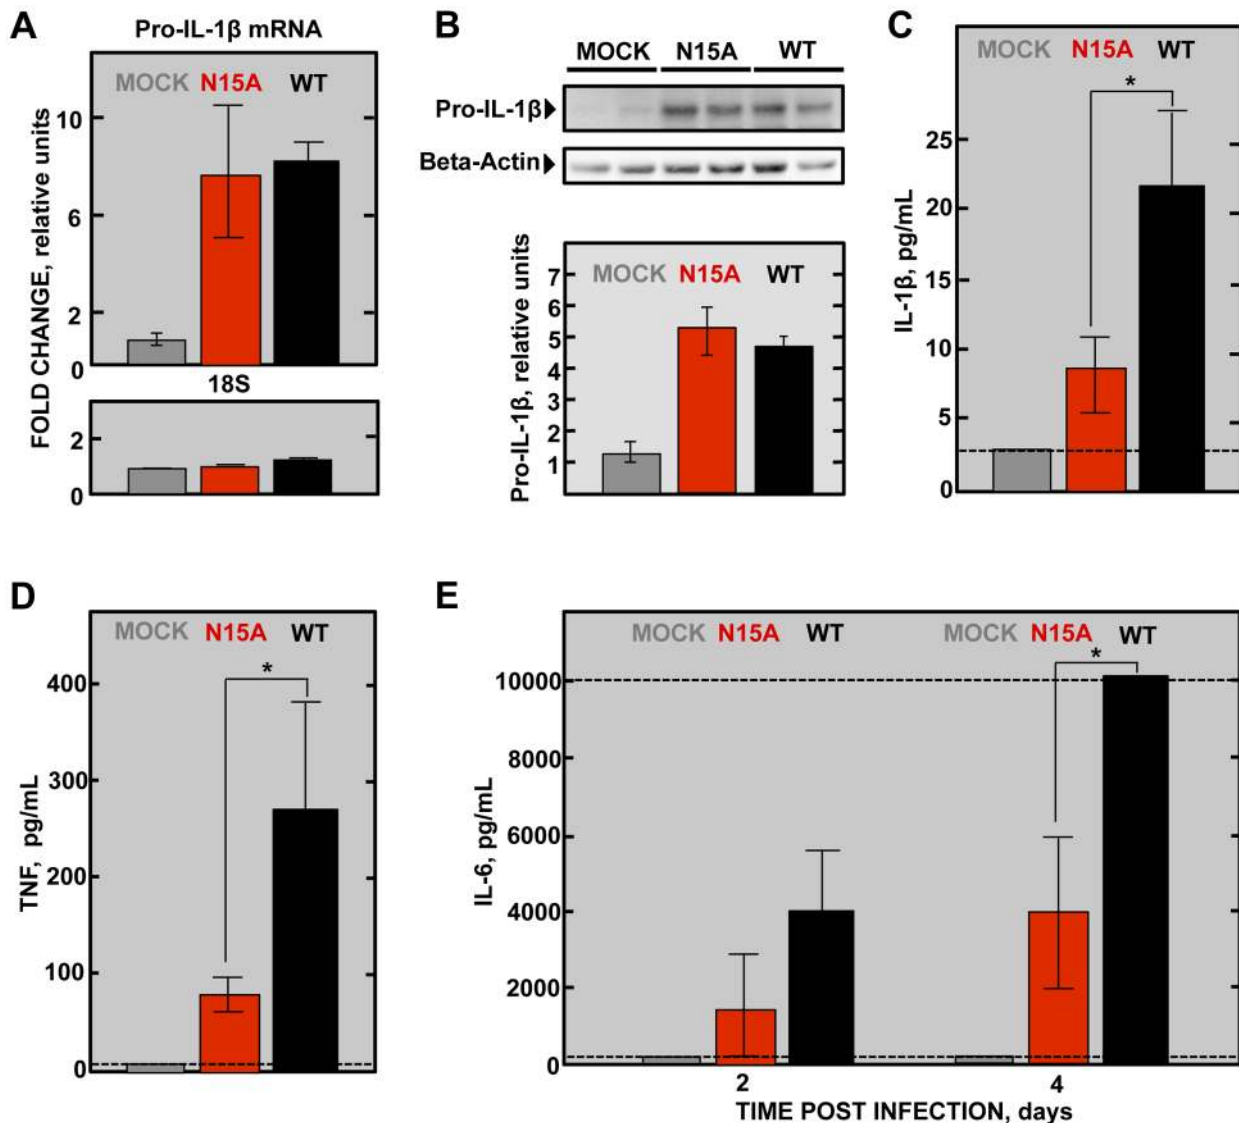 A
Pro-IL-1β mRNA
MOCK N15A WT
10
6
2
0
FOLD CHANGE, relative units
18S
2
0
B
MOCK N15A WT
Pro-IL-1β
Beta-Actin
MOCK N15A WT
7
6
5
4
3
2
1
Pro-IL-1β, relative units
C
MOCK N15A WT
*
25
20
15
10
5
0
IL-1β, pg/mL
D
MOCK N15A WT
*
400
300
200
100
0
TNF, pg/mL
E
MOCK N15A WT MOCK N15A WT
*
10000
8000
6000
4000
2000
0
IL-6, pg/mL
2 4
TIME POST INFECTION, days